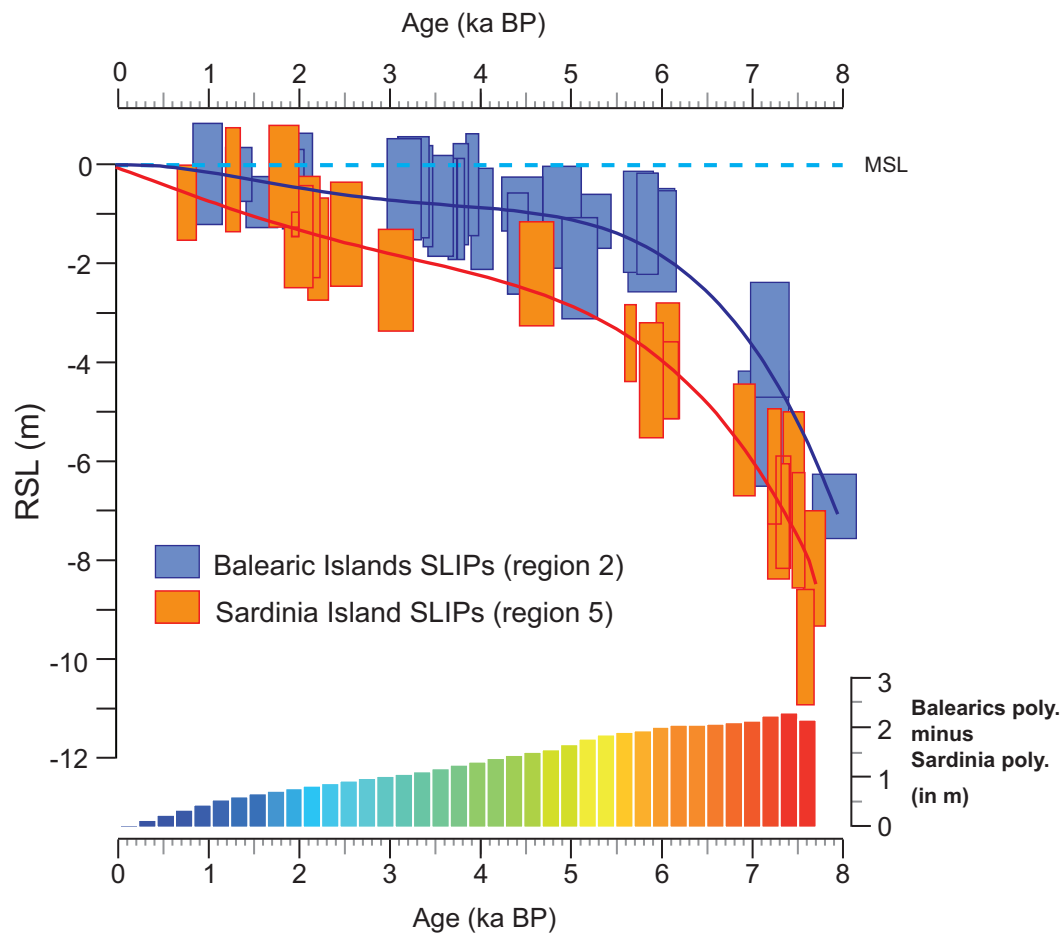 Age (ka BP)
0 1 2 3 4 5 6 7 8
0
MSL
-2
-4
-6
-8
-10
-12
RSL (m)
Balearic Islands SLIPs (region 2)
Sardinia Island SLIPs (region 5)
3
2
1
0
Balearics poly.
minus
Sardinia poly.
(in m)
0 1 2 3 4 5 6 7 8
Age (ka BP)